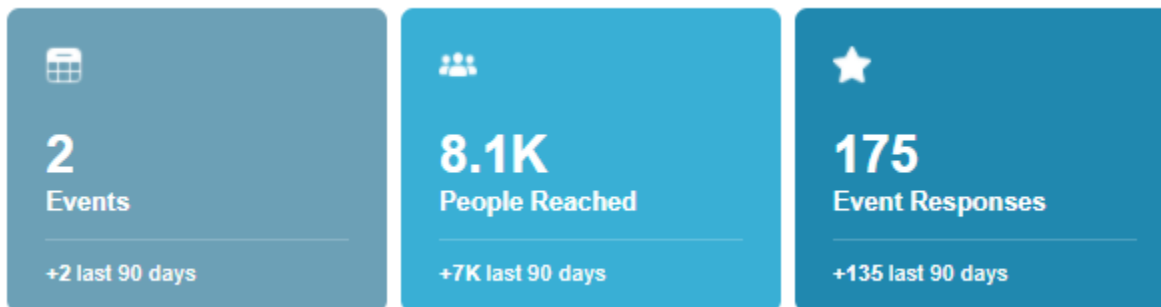 2
Events
+2 last 90 days
8.1K
People Reached
+7K last 90 days
175
Event Responses
+135 last 90 days